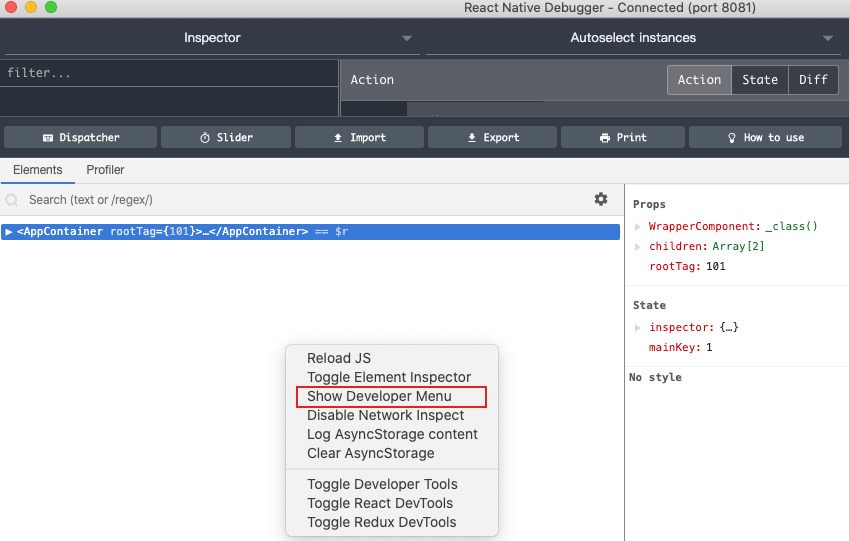 React Native Debugger - Connected (port 8081)
Inspector
Autoselect instances
filter...
Action
Action State Diff
Dispatcher
Slider
Import
Export
Print
How to use
Elements
Profiler
Search (text or /regex/)
▶ <AppContainer rootTag={101}>…</AppContainer> == $r
Props
▶ WrapperComponent: _class()
▶ children: Array[2]
rootTag: 101
State
▶ inspector: {…}
mainKey: 1
No style
Reload JS
Toggle Element Inspector
Show Developer Menu
Disable Network Inspect
Log AsyncStorage content
Clear AsyncStorage
Toggle Developer Tools
Toggle React DevTools
Toggle Redux DevTools